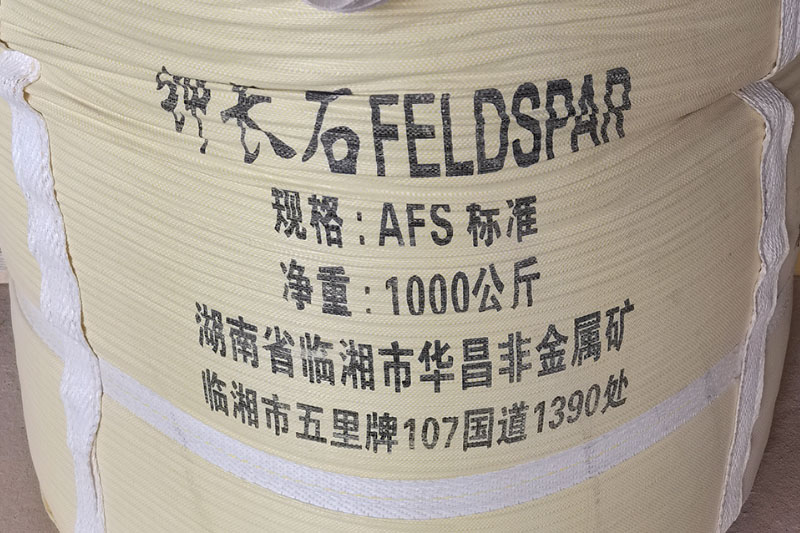 钾长石FELDSPAR
规格:AFS 标准
净重:1000公斤
湖南省临湘市华昌非金属矿
临湘市五里牌107国道1390处